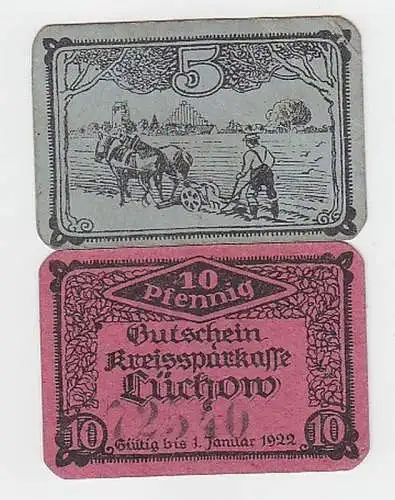 5
10
Pfennig
Gutschein
Kreissparkasse
Lüchow
72540
10 Gültig bis 1. Januar 1922 10